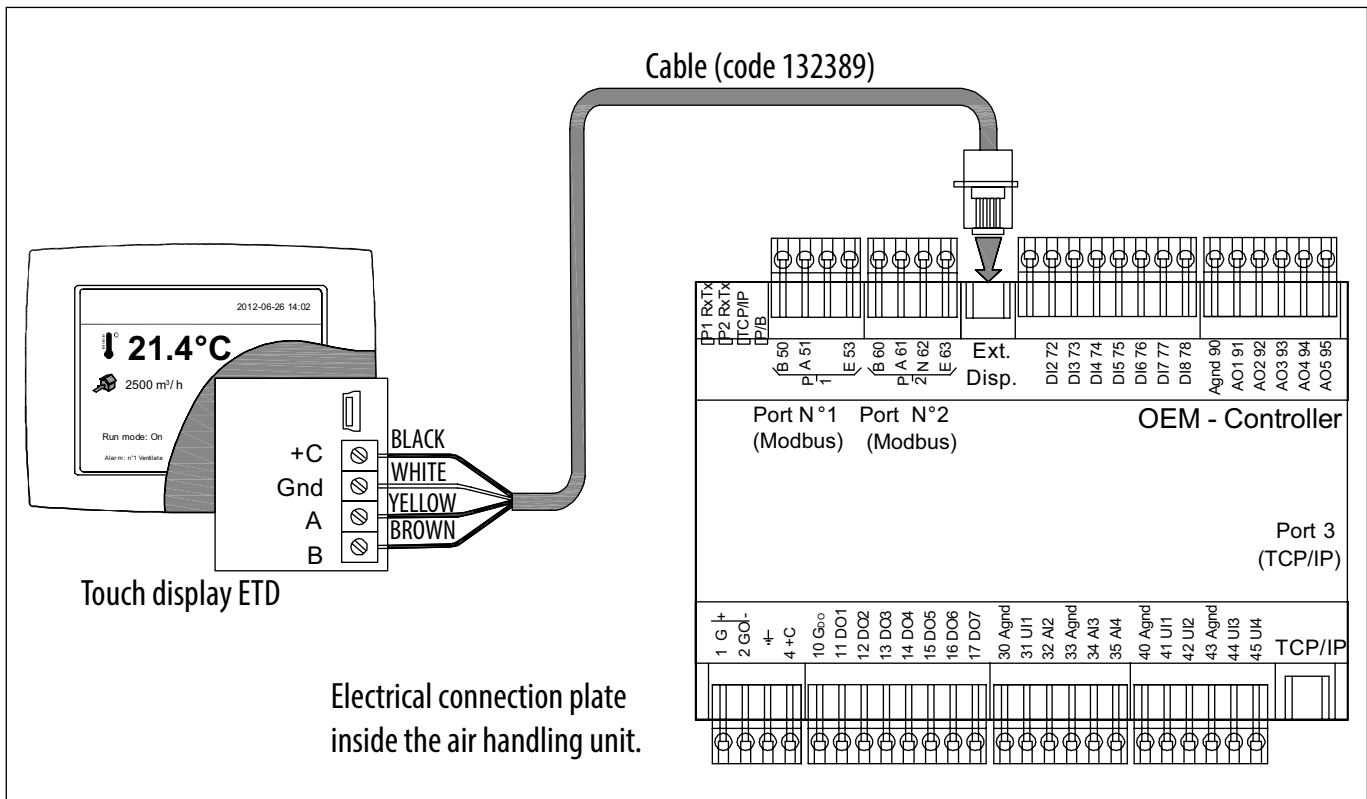 Cable (code 132389)
2012-06-26 14:02
°C
21.4°C
2500 m³/ h
Run mode: On
Alarm: n°1 Ventilate
+C
Gnd
A
B
BLACK
WHITE
YELLOW
BROWN
Touch display ETD
P1 RxTx
P2 RxTx
TCP/IP
P/B
B 50
A 51
E 53
P 1
B 60
A 61
N 62
E 63
P 2
Ext.
Disp.
DI2 72
DI3 73
DI4 74
DI5 75
DI6 76
DI7 77
DI8 78
Agnd 90
AO1 91
AO2 92
AO3 93
AO4 94
AO5 95
Port N°1
(Modbus)
Port N°2
(Modbus)
OEM - Controller
Port 3
(TCP/IP)
1 G +
2 GO -
4 +C
10 GDO
11 DO1
12 DO2
13 DO3
14 DO4
15 DO5
16 DO6
17 DO7
30 Agnd
31 UI1
32 AI2
33 Agnd
34 AI3
35 AI4
40 Agnd
41 UI1
42 UI2
43 Agnd
44 UI3
45 UI4
TCP/IP
Electrical connection plate
inside the air handling unit.